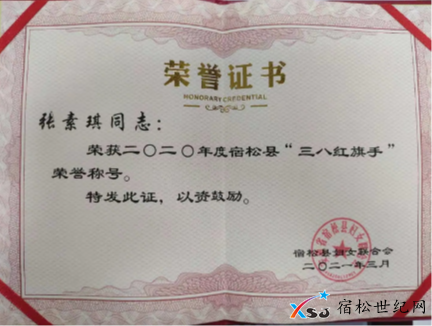 荣誉证书
HONORARY CREDENTIAL
张素琪同志：
荣获二〇二〇年度宿松县“三八红旗手”
荣誉称号。
特发此证，以资鼓励。
宿松县妇女联合会
二〇二一年三月
XSJ 宿松世纪网